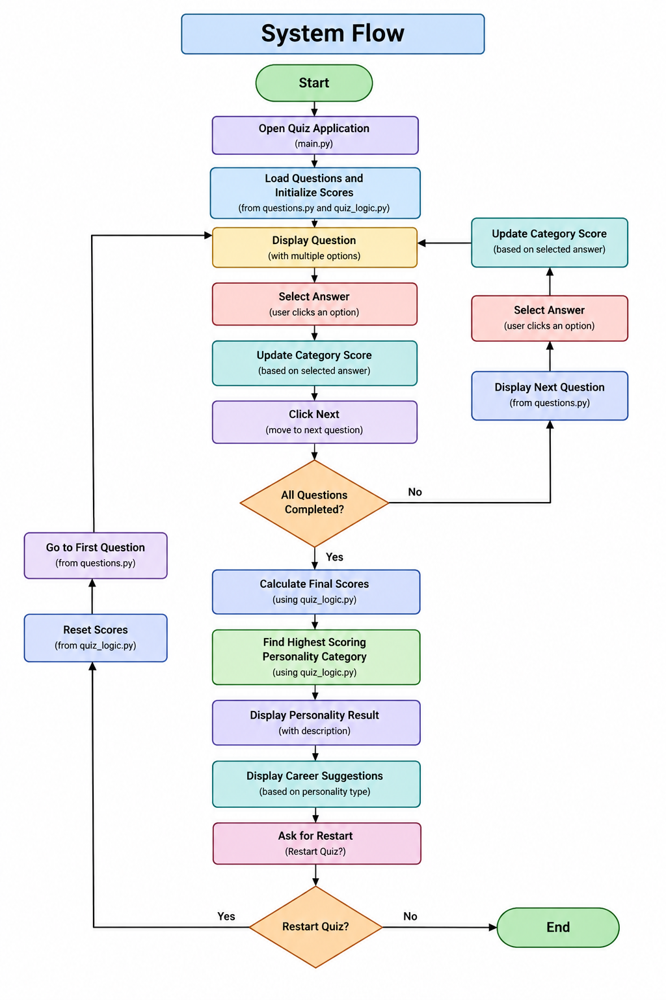 System Flow
Start
Open Quiz Application
(main.py)
Load Questions and
Initialize Scores
(from questions.py and quiz_logic.py)
Display Question
(with multiple options)
Select Answer
(user clicks an option)
Update Category Score
(based on selected answer)
Click Next
(move to next question)
All Questions
Completed?
No
Display Next Question
(from questions.py)
Select Answer
(user clicks an option)
Update Category Score
(based on selected answer)
Yes
Calculate Final Scores
(using quiz_logic.py)
Find Highest Scoring
Personality Category
(using quiz_logic.py)
Display Personality Result
(with description)
Display Career Suggestions
(based on personality type)
Ask for Restart
(Restart Quiz?)
Restart Quiz?
Yes
Reset Scores
(from quiz_logic.py)
Go to First Question
(from questions.py)
No
End